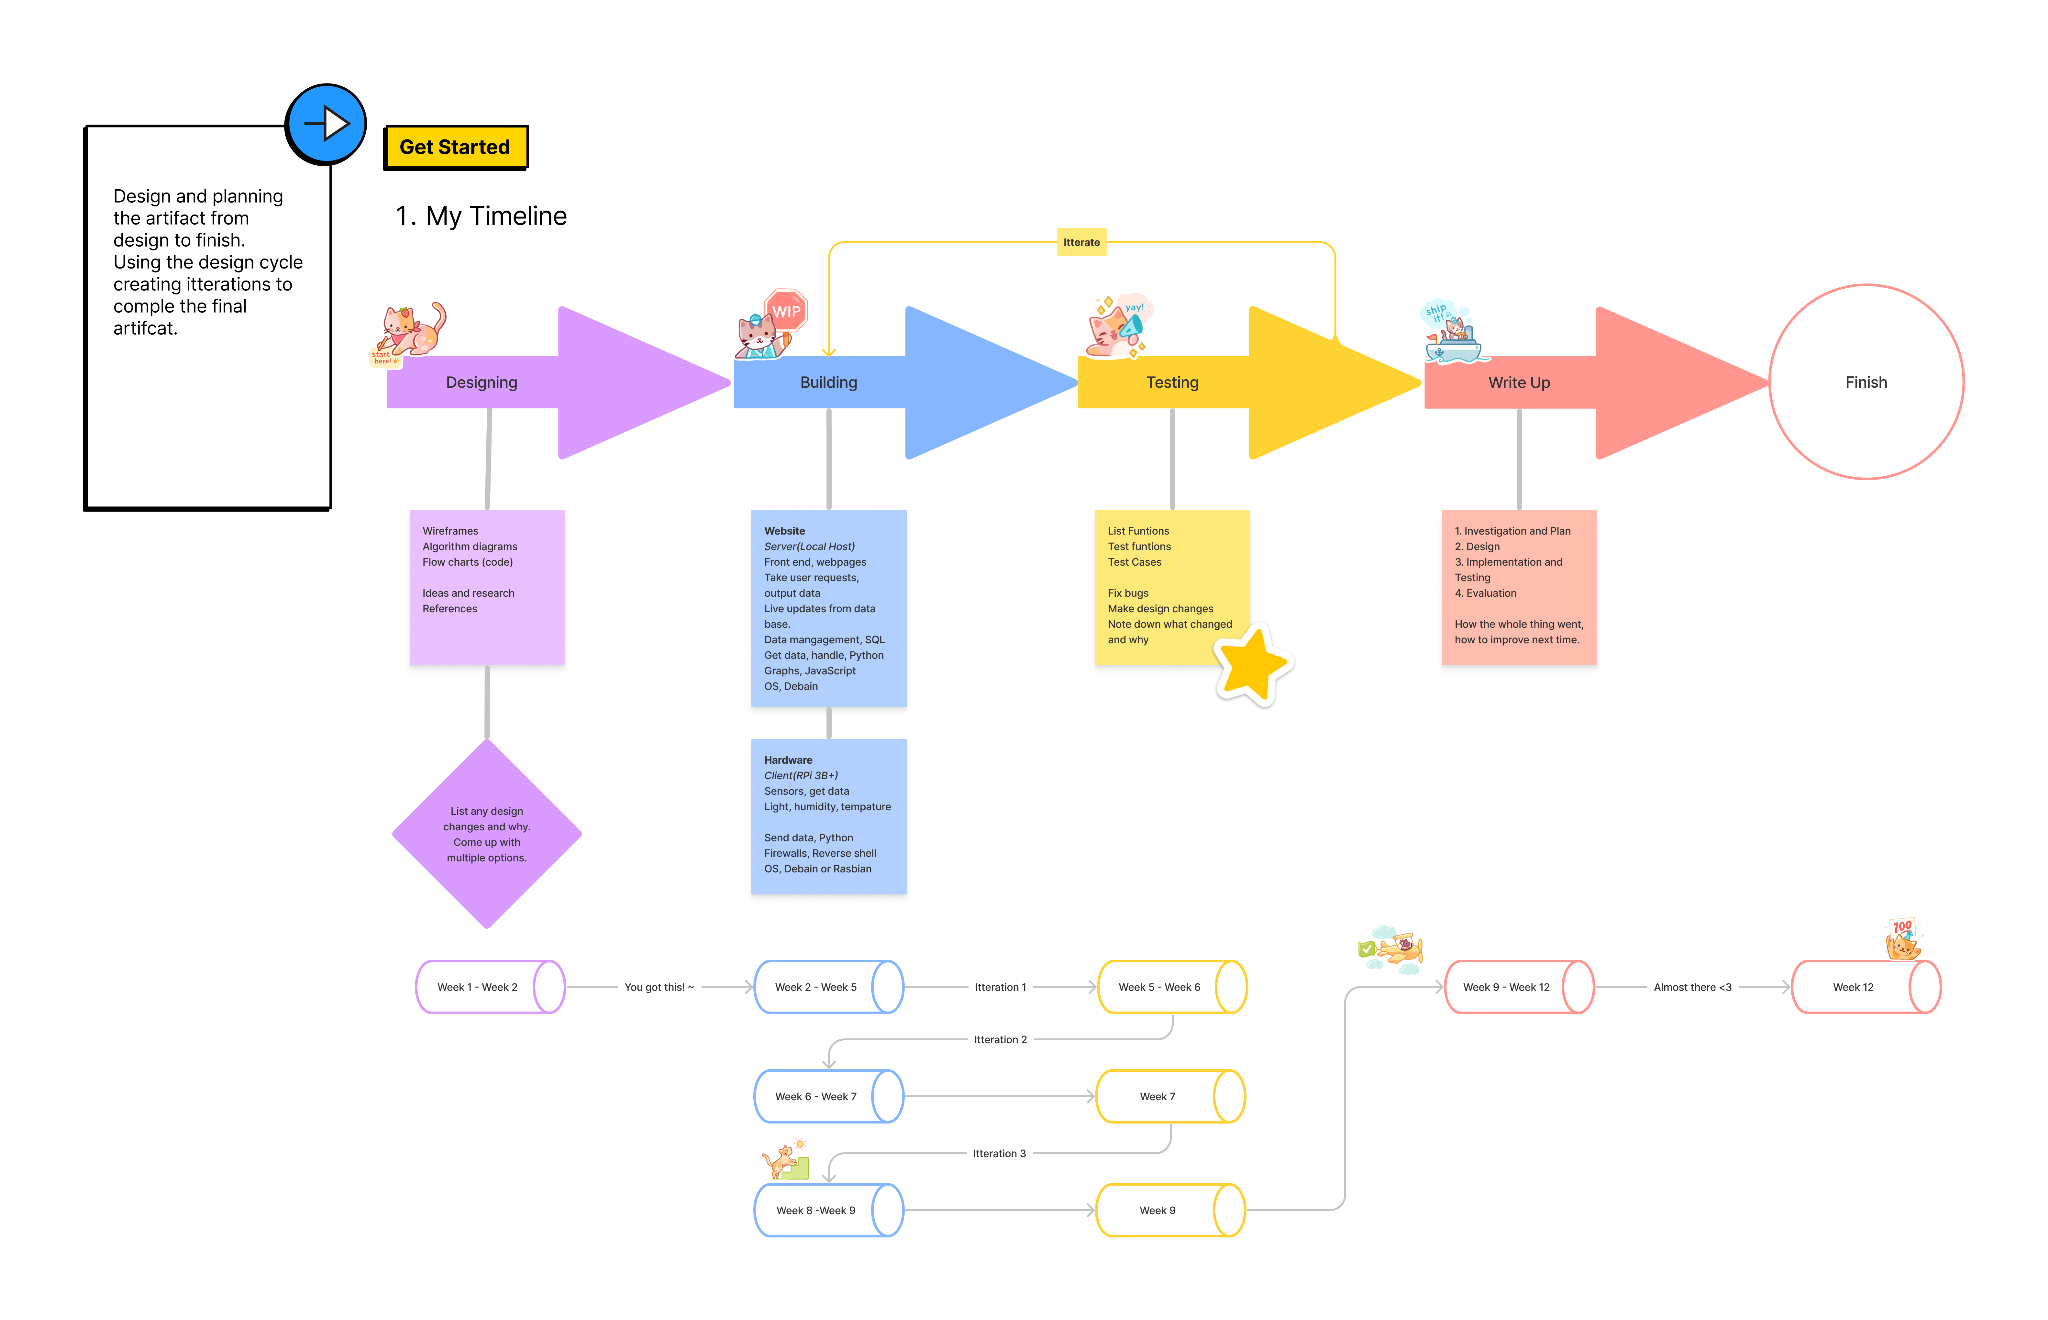 Design and planning
the artifact from
design to finish.
Using the design cycle
creating itterations to
comple the final
artifcat.
Get Started
1. My Timeline
Itterate
start
here!
WIP
yay!
ship
it!
Designing
Building
Testing
Write Up
Finish
Wireframes
Algorithm diagrams
Flow charts (code)
Ideas and research
References
List any design
changes and why.
Come up with
multiple options.
Website
Server(Local Host)
Front end, webpages
Take user requests,
output data
Live updates from data
base.
Data mangagement, SQL
Get data, handle, Python
Graphs, JavaScript
OS, Debain
Hardware
Client(RPi 3B+)
Sensors, get data
Light, humidity, tempature
Send data, Python
Firewalls, Reverse shell
OS, Debain or Rasbian
List Funtions
Test funtions
Test Cases
Fix bugs
Make design changes
Note down what changed
and why
1. Investigation and Plan
2. Design
3. Implementation and
Testing
4. Evaluation
How the whole thing went,
how to improve next time.
100
Week 1 - Week 2
You got this! ~
Week 2 - Week 5
Itteration 1
Week 5 - Week 6
Week 9 - Week 12
Almost there <3
Week 12
Itteration 2
Week 6 - Week 7
Week 7
Itteration 3
Week 8 -Week 9
Week 9